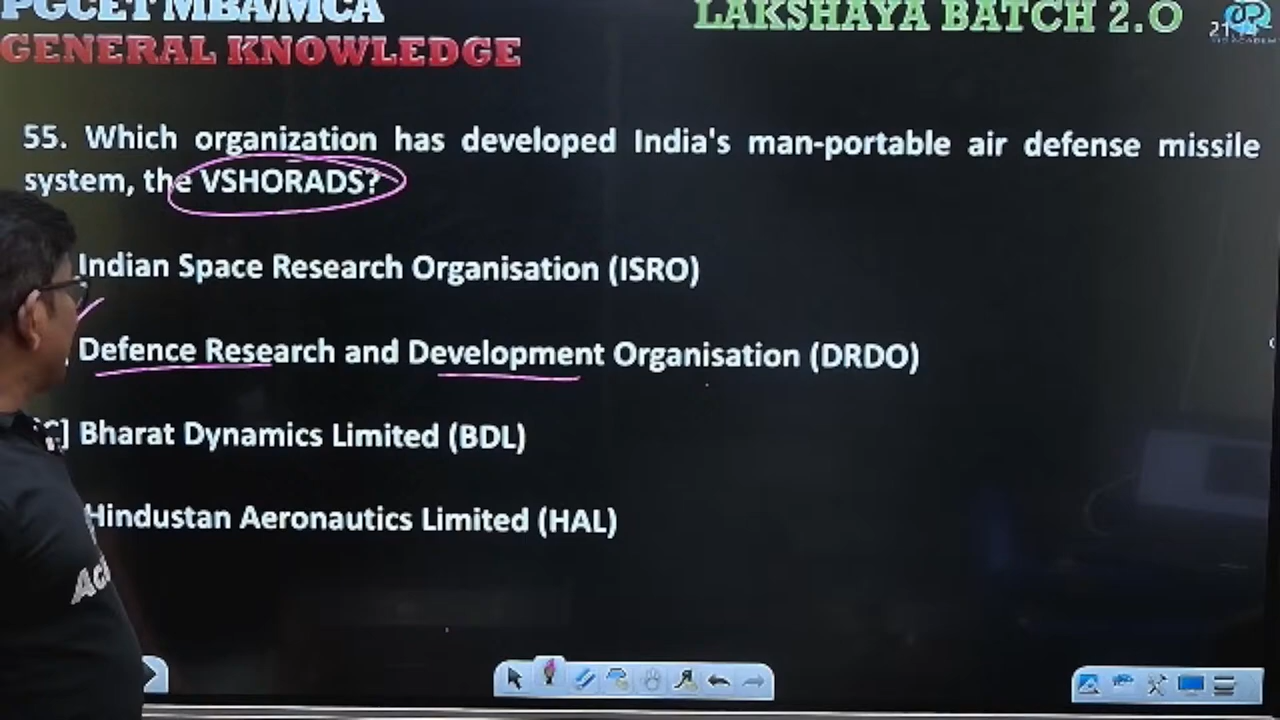 PGCET MBA/MCA
LAKSHAYA BATCH 2.O
GENERAL KNOWLEDGE
55. Which organization has developed India's man-portable air defense missile
system, the VSHORADS?
Indian Space Research Organisation (ISRO)
Defence Research and Development Organisation (DRDO)
[C] Bharat Dynamics Limited (BDL)
Hindustan Aeronautics Limited (HAL)